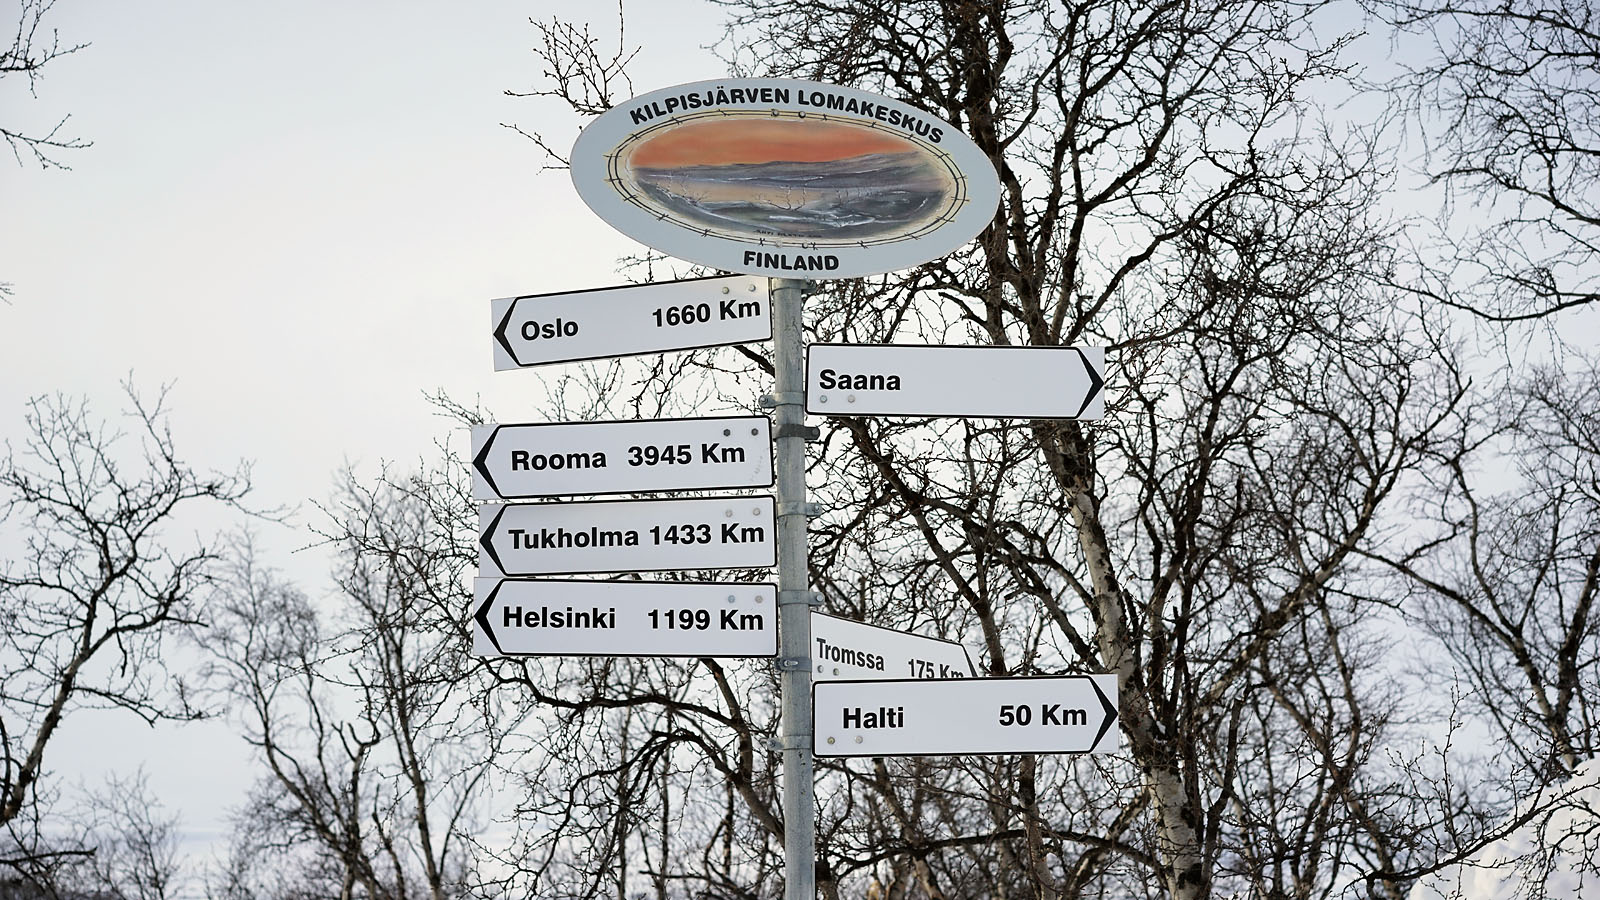 KILPISJÄRVEN LOMAKESKUS
FINLAND
Oslo 1660 Km
Saana
Rooma 3945 Km
Tukholma 1433 Km
Helsinki 1199 Km
Tromssa 175 Km
Halti 50 Km